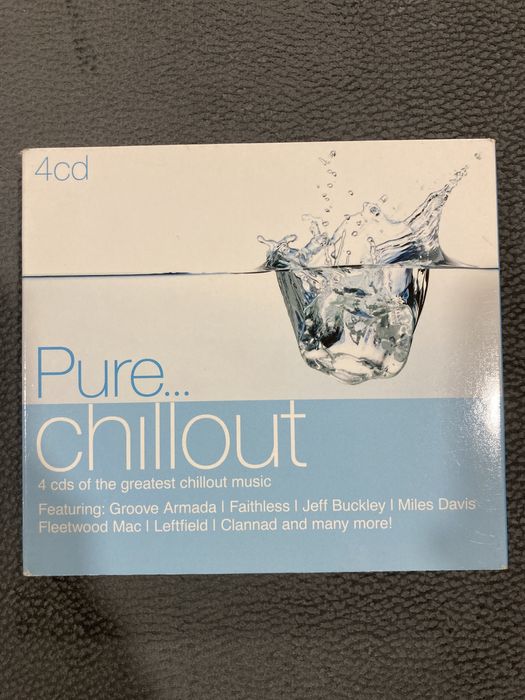 4cd
Pure...
chillout
4 cds of the greatest chillout music
Featuring: Groove Armada | Faithless | Jeff Buckley | Miles Davis
Fleetwood Mac | Leftfield | Clannad and many more!